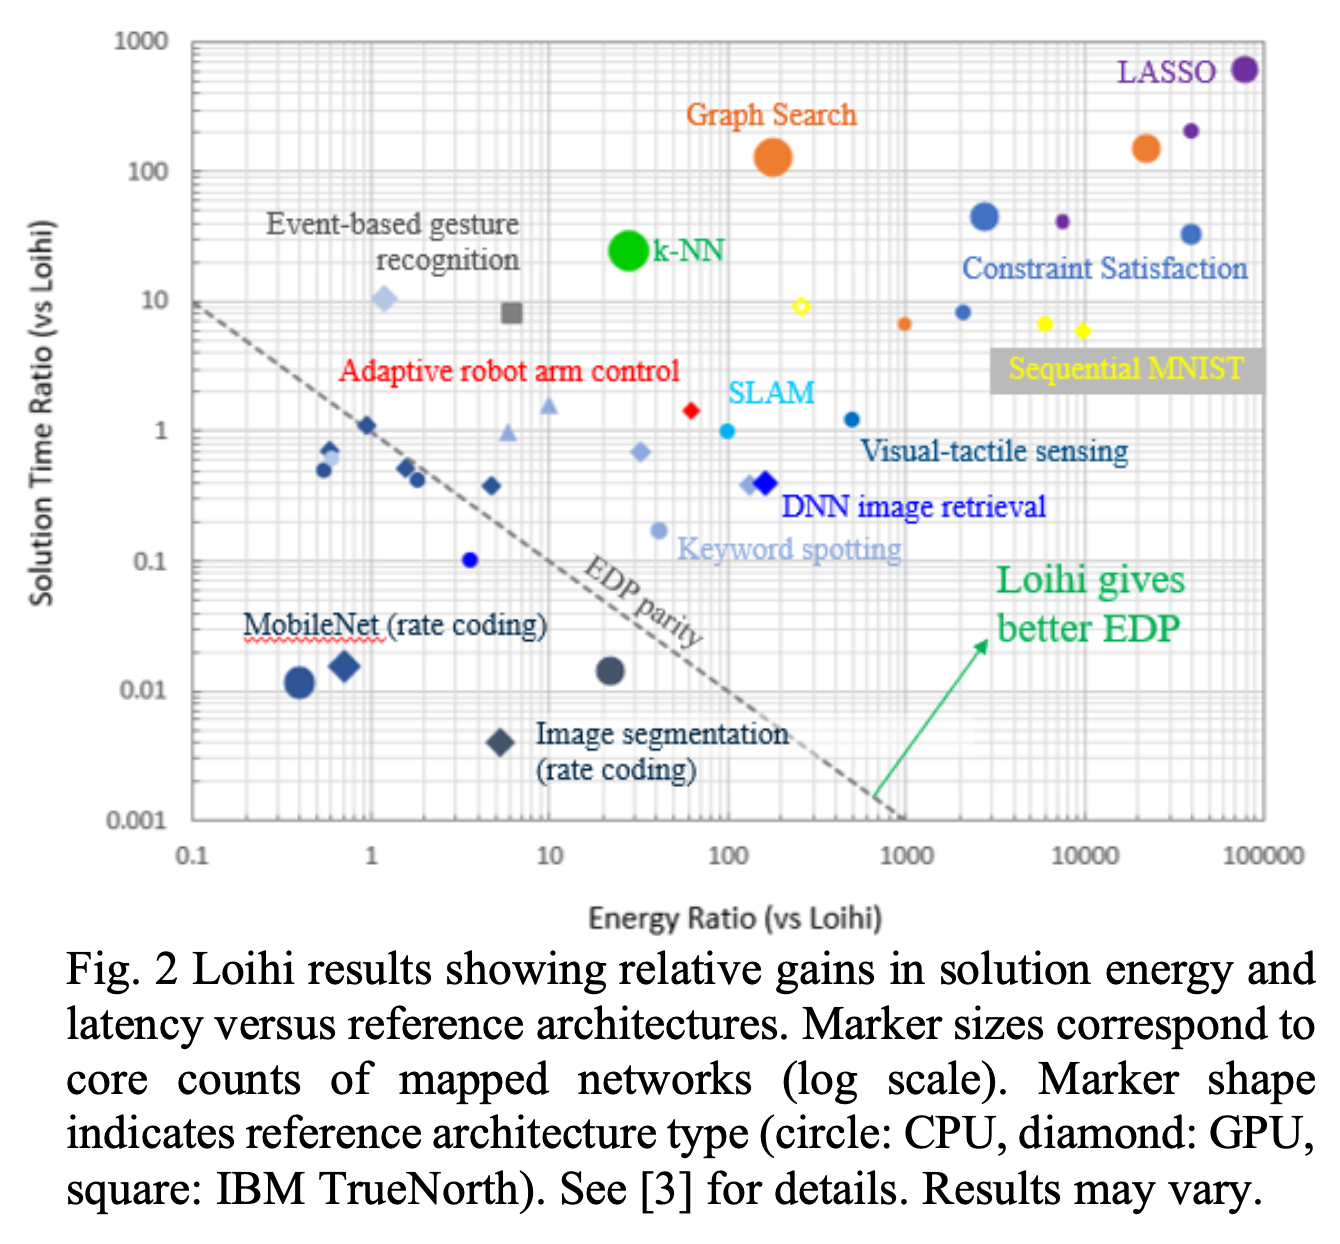 1000
100
10
1
0.1
0.01
0.001
Solution Time Ratio (vs Loihi)
LASSO
Graph Search
Event-based gesture
recognition
k-NN
Constraint Satisfaction
Adaptive robot arm control
SLAM
Sequential MNIST
Visual-tactile sensing
DNN image retrieval
Keyword spotting
EDP parity
Loihi gives
better EDP
MobileNet (rate coding)
Image segmentation
(rate coding)
0.1 1 10 100 1000 10000 100000
Energy Ratio (vs Loihi)
Fig. 2 Loihi results showing relative gains in solution energy and
latency versus reference architectures. Marker sizes correspond to
core counts of mapped networks (log scale). Marker shape
indicates reference architecture type (circle: CPU, diamond: GPU,
square: IBM TrueNorth). See [3] for details. Results may vary.